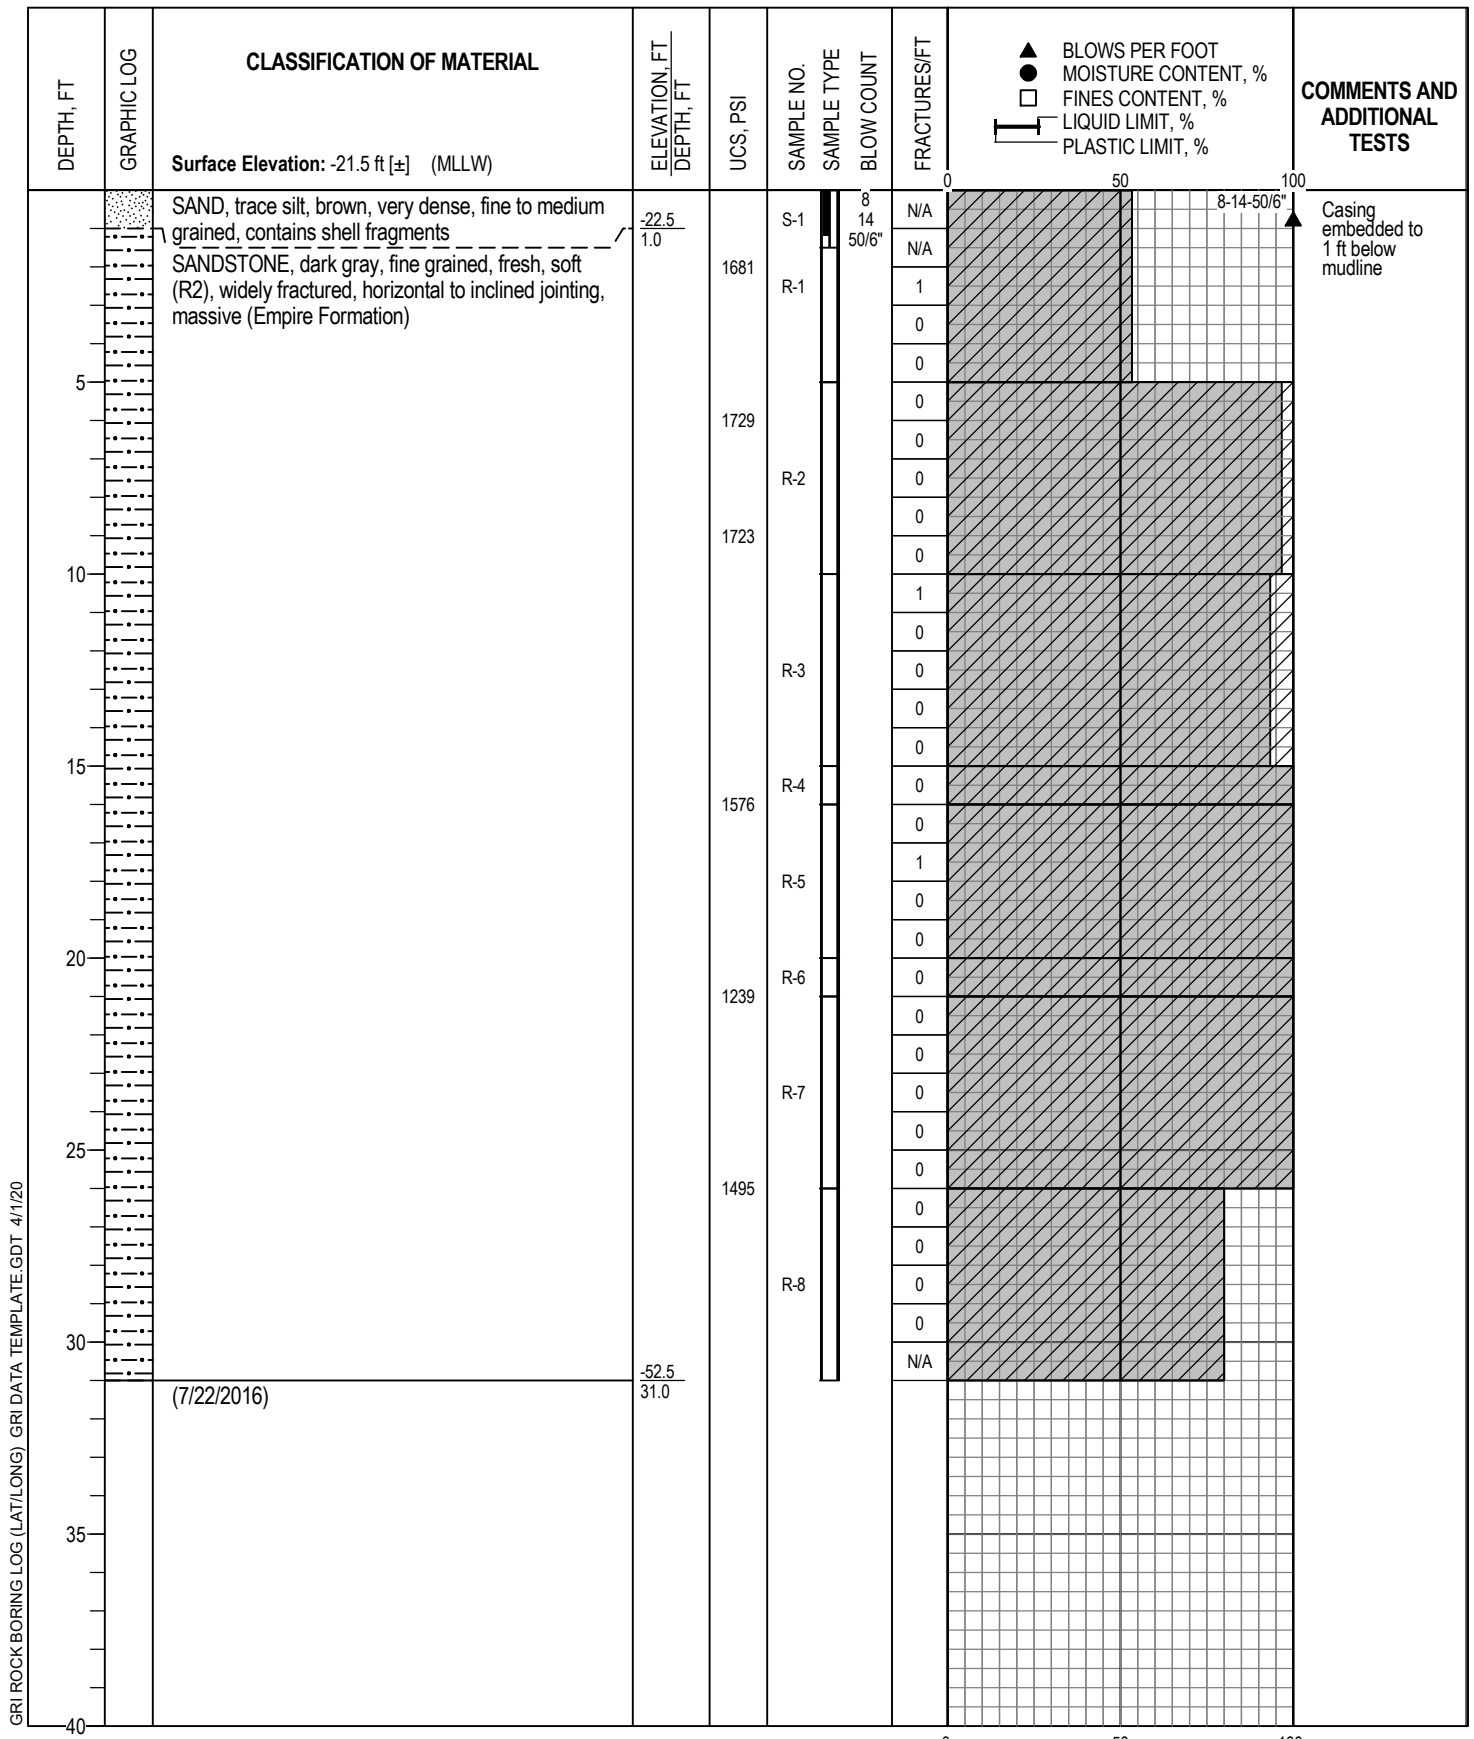 DEPTH, FT
GRAPHIC LOG
CLASSIFICATION OF MATERIAL
Surface Elevation: -21.5 ft [±] (MLLW)
ELEVATION, FT
DEPTH, FT
UCS, PSI
SAMPLE NO.
SAMPLE TYPE
BLOW COUNT
FRACTURES/FT
BLOWS PER FOOT
MOISTURE CONTENT, %
FINES CONTENT, %
LIQUID LIMIT, %
PLASTIC LIMIT, %
COMMENTS AND
ADDITIONAL
TESTS
0 50 100
SAND, trace silt, brown, very dense, fine to medium
grained, contains shell fragments
-22.5
1.0
S-1
8
14
50/6"
N/A
8-14-50/6"
Casing
embedded to
1 ft below
mudline
SANDSTONE, dark gray, fine grained, fresh, soft
(R2), widely fractured, horizontal to inclined jointing,
massive (Empire Formation)
N/A
1681
R-1
1
0
0
5
0
1729
0
R-2
0
0
1723
0
10
1
0
R-3
0
0
0
15
R-4
0
1576
0
1
R-5
0
0
20
R-6
0
1239
0
0
R-7
0
0
25
0
1495
0
0
R-8
0
0
30
N/A
-52.5
31.0
(7/22/2016)
35
40
0 50 100
GRI ROCK BORING LOG (LAT/LONG) GRI DATA TEMPLATE.GDT 4/1/20